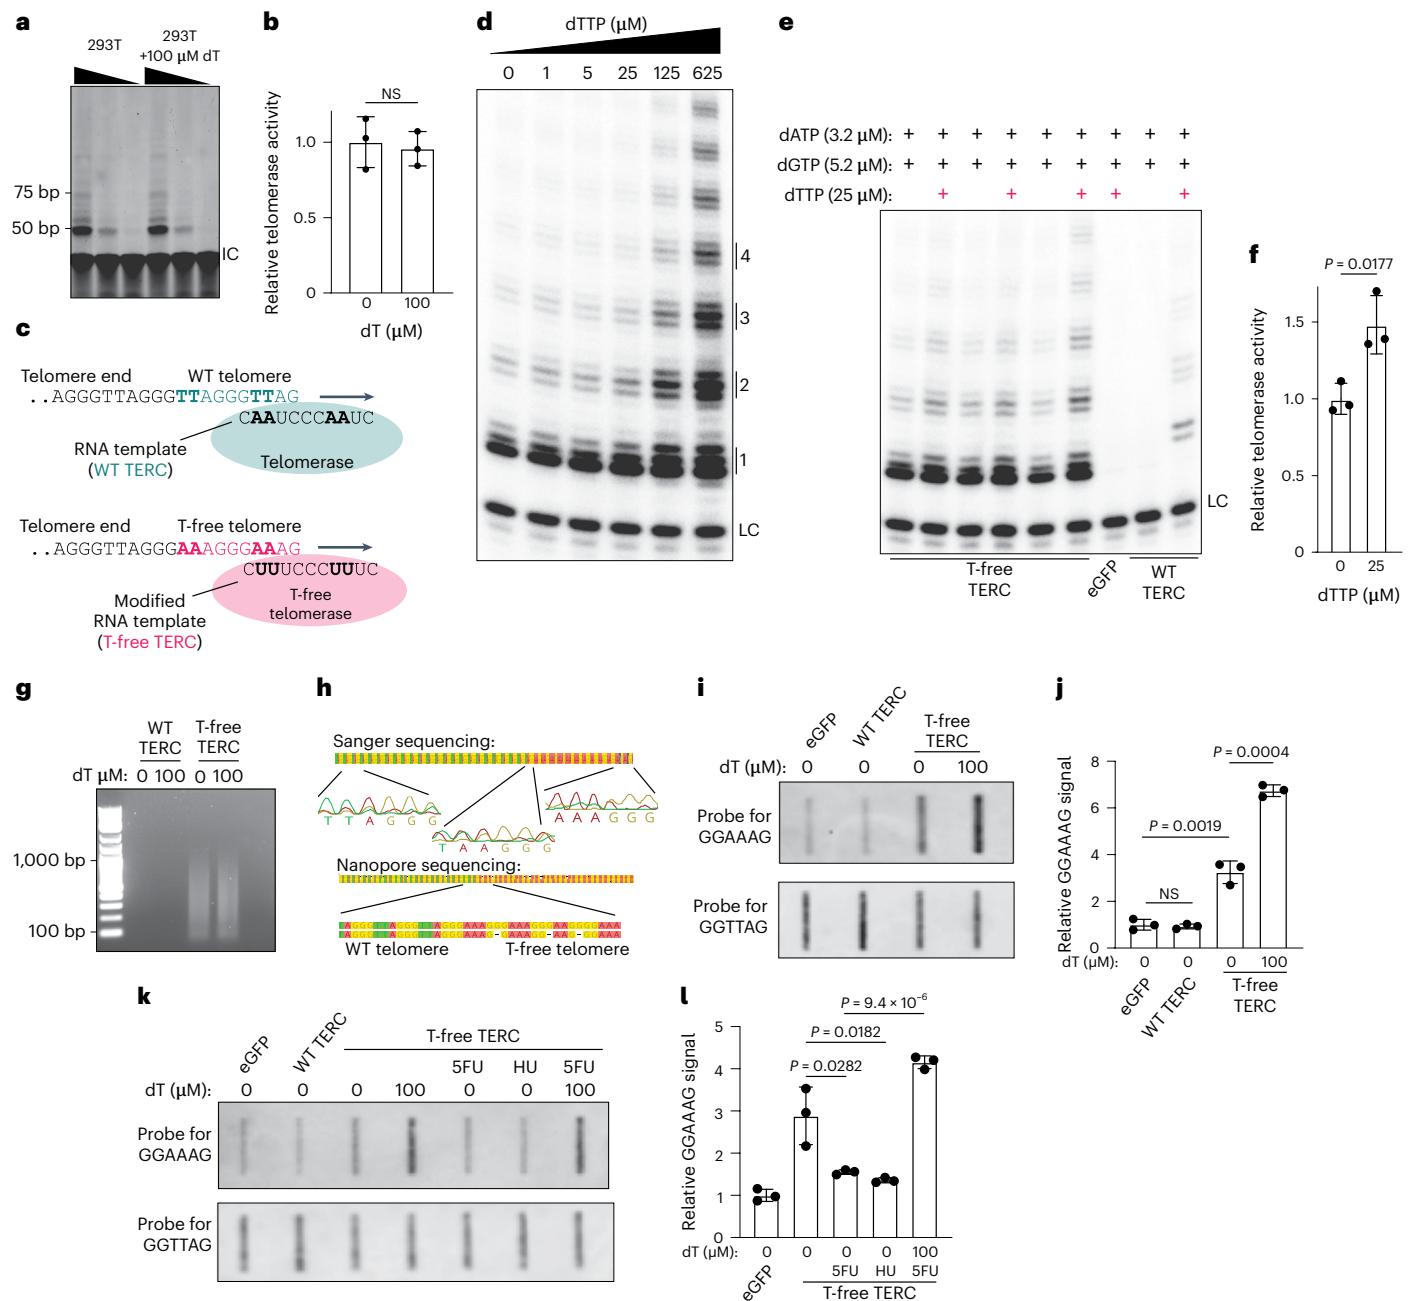 a
293T
293T
+100 µM dT
75 bp
50 bp
IC
b
Relative telomerase activity
NS
1.0
0.5
0
0 100
dT (µM)
c
Telomere end WT telomere
..AGGGTTAGGGTTAGGGTTAG
CAAUCCCAAUC
RNA template
(WT TERC)
Telomerase
Telomere end T-free telomere
..AGGGTTAGGGAAAGGGAAAG
CUUUCCCUUUC
Modified
RNA template
(T-free TERC)
T-free
telomerase
d
dTTP (µM)
0 1 5 25 125 625
4
3
2
1
LC
e
dATP (3.2 µM): + + + + + + + + +
dGTP (5.2 µM): + + + + + + + + +
dTTP (25 µM): + + + + +
LC
T-free
TERC
eGFP
WT
TERC
f
P = 0.0177
Relative telomerase activity
1.5
1.0
0.5
0
0 25
dTTP (µM)
g
WT
TERC
T-free
TERC
dT µM: 0 100 0 100
1,000 bp
100 bp
h
Sanger sequencing:
T T A G G G
T A A G G G
A A A G G G
Nanopore sequencing:
TAGGGTTAGGGTTAGGGAAAGGGAAAGGGAAGGGGAAA
WT telomere T-free telomere
i
eGFP
WT TERC
T-free
TERC
dT (µM): 0 0 0 100
Probe for
GGAAAG
Probe for
GGTTAG
j
Relative GGAAAG signal
P = 0.0004
P = 0.0019
NS
8
6
4
2
0
dT (µM): 0 0 0 100
eGFP
WT TERC
T-free
TERC
k
eGFP
WT TERC
T-free TERC
5FU HU 5FU
dT (µM): 0 0 0 100 0 0 100
Probe for
GGAAAG
Probe for
GGTTAG
l
Relative GGAAAG signal
P = 9.4 × 10⁻⁶
P = 0.0182
P = 0.0282
5
4
3
2
1
0
dT (µM): 0 0 0 0 100
5FU HU 5FU
eGFP
T-free TERC